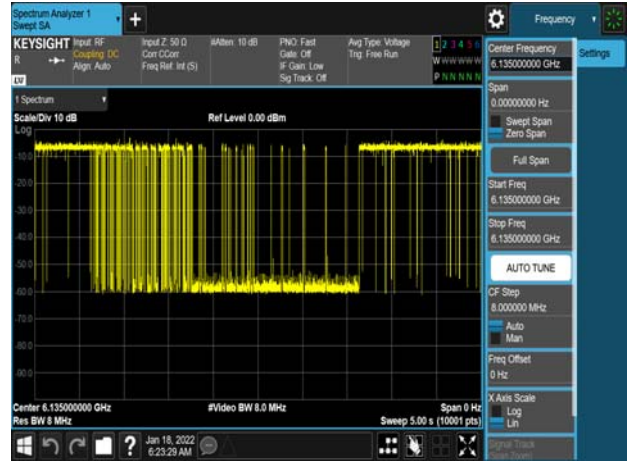 Spectrum Analyzer 1
Swept SA
Frequency
KEYSIGHT
Input: RF
Coupling: DC
Align: Auto
Input Z: 50 Ω
Corr CCorr
Freq Ref: Int (S)
#Atten: 10 dB
PNO: Fast
Gate: Off
IF Gain: Low
Sig Track: Off
Avg Type: Voltage
Trig: Free Run
1 2 3 4 5 6
W W W W W W
P N N N N N
R
LXI
1 Spectrum
Scale/Div 10 dB
Ref Level 0.00 dBm
Log
-10.0
-20.0
-30.0
-40.0
-50.0
-60.0
-70.0
-80.0
-90.0
Center 6.135000000 GHz
#Video BW 8.0 MHz
Span 0 Hz
Res BW 8 MHz
Sweep 5.00 s (10001 pts)
Center Frequency
6.135000000 GHz
Settings
Span
0.00000000 Hz
Swept Span
Zero Span
Full Span
Start Freq
6.135000000 GHz
Stop Freq
6.135000000 GHz
AUTO TUNE
CF Step
8.000000 MHz
Auto
Man
Freq Offset
0 Hz
X Axis Scale
Log
Lin
Signal Track
(Span Zoom)
?
Jan 18, 2022
6:23:29 AM